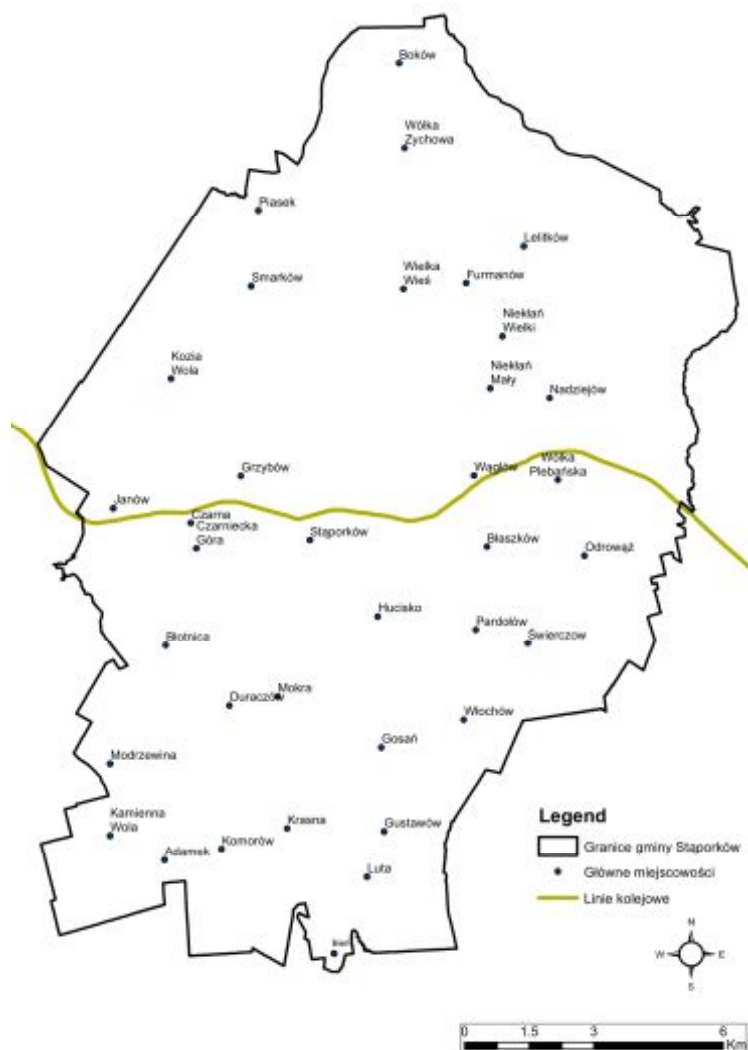 Boków
Wólka
Zychowa
Piasek
Lelitków
Smarków
Wielka
Wieś
Furmanów
Niekłań
Wielki
Kozia
Wola
Niekłań
Mały
Nadziejów
Grzybów
Wąglów
Wólka
Plebańska
Janów
Czarna
Czarniecka
Góra
Stąporków
Błaszków
Odrowąż
Hucisko
Pardołów
Świerczow
Błotnica
Mokra
Duraczów
Włochów
Gosań
Modrzewina
Kamienna
Wola
Krasna
Gustawów
Komorów
Adamek
Luta
Legend
Granice gminy Stąporków
Główne miejscowości
Linie kolejowe
N
W
E
S
0 1,5 3 6
Km